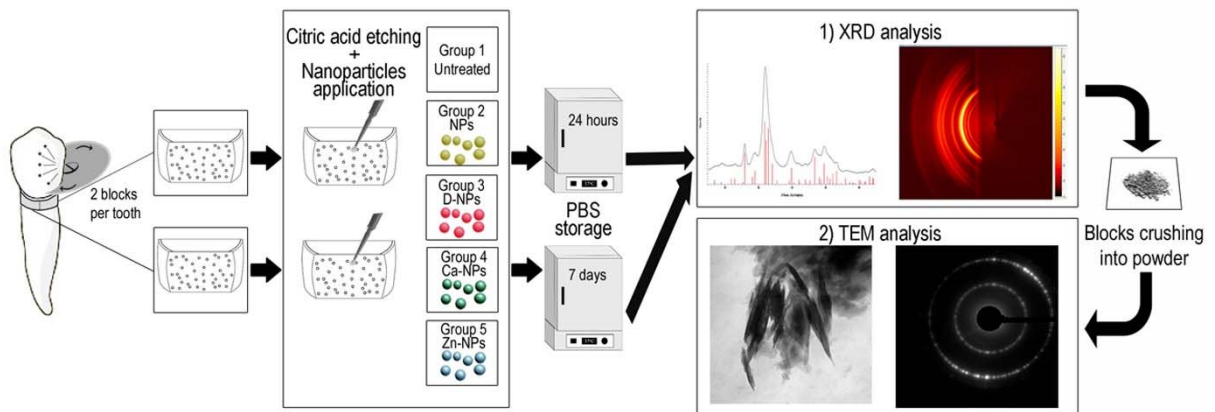 2 blocks
per tooth
Citric acid etching
+
Nanoparticles
application
Group 1
Untreated
Group 2
NPs
Group 3
D-NPs
Group 4
Ca-NPs
Group 5
Zn-NPs
24 hours
PBS
storage
7 days
1) XRD analysis
2) TEM analysis
Blocks crushing
into powder